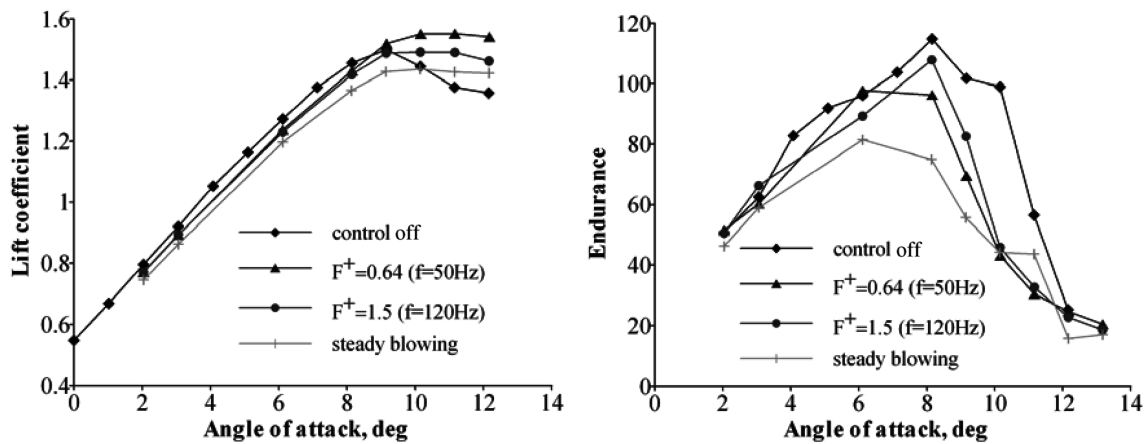 1.6
1.4
1.2
1
0.8
0.6
0.4
0
2
4
6
8
10
12
14
Lift coefficient
Angle of attack, deg
control off
F+=0.64 (f=50Hz)
F+=1.5 (f=120Hz)
steady blowing
120
100
80
60
40
20
0
0
2
4
6
8
10
12
14
Endurance
Angle of attack, deg
control off
F+=0.64 (f=50Hz)
F+=1.5 (f=120Hz)
steady blowing